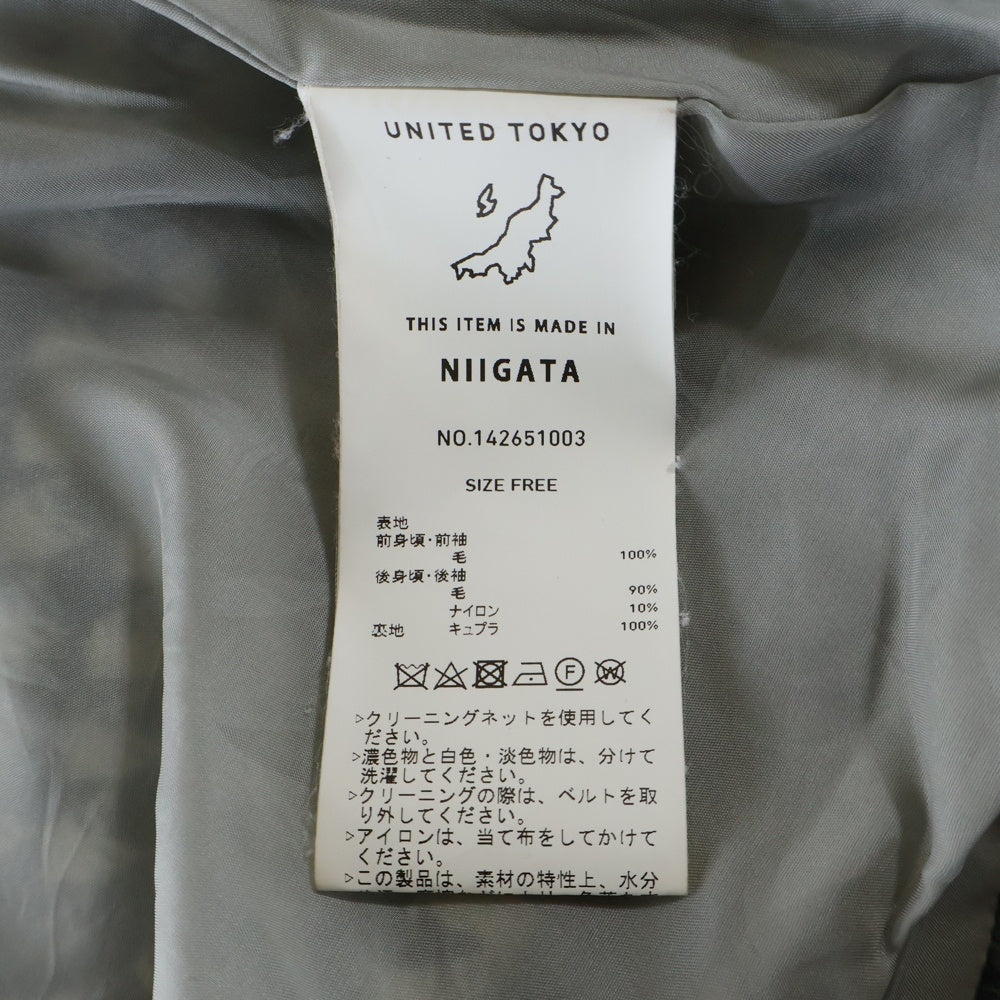 UNITED TOKYO
THIS ITEM IS MADE IN
NIIGATA
NO.142651003
SIZE FREE
表地
前身頃・前袖
毛 100%
後身頃・後袖
毛 90%
ナイロン 10%
裏地 キュプラ 100%
F W
▷クリーニングネットを使用してく
ださい。
▷濃色物と白色・淡色物は、分けて
洗濯してください。
▷クリーニングの際は、ベルトを取
り外してください。
▷アイロンは、当て布をしてかけて
ください。
▷この製品は、素材の特性上、水分